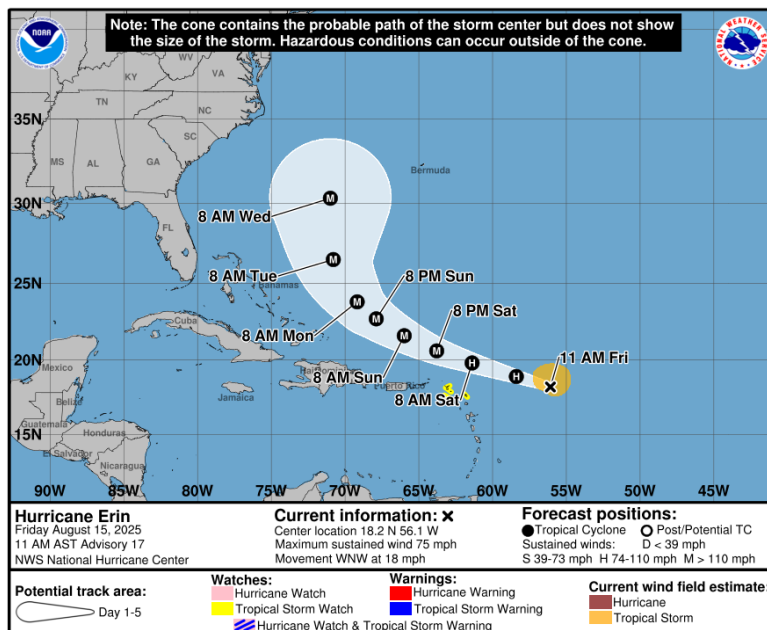 Note: The cone contains the probable path of the storm center but does not show
the size of the storm. Hazardous conditions can occur outside of the cone.
NOAA
NATIONAL WEATHER SERVICE
WV
KY
VA
TN
NC
35N
SC
MS
AL
GA
Bermuda
30N
8 AM Wed
M
FL
8 AM Tue
M
25N
Bahamas
8 PM Sun
M
M
8 AM Mon
8 PM Sat
Cuba
M
M
20N
8 AM Sun
H
H
11 AM Fri
Mexico
Puerto Rico
Jamaica
8 AM Sat
Belize
Guatemala
Honduras
15N
El Salvador
Nicaragua
90W 85W 80W 75W 70W 65W 60W 55W 50W 45W
Hurricane Erin
Friday August 15, 2025
11 AM AST Advisory 17
NWS National Hurricane Center
Current information: ×
Center location 18.2 N 56.1 W
Maximum sustained wind 75 mph
Movement WNW at 18 mph
Forecast positions:
Tropical Cyclone Post/Potential TC
Sustained winds: D < 39 mph
S 39-73 mph H 74-110 mph M > 110 mph
Potential track area:
Day 1-5
Watches:
Hurricane Watch
Tropical Storm Watch
Warnings:
Hurricane Warning
Tropical Storm Warning
Hurricane Watch & Tropical Storm Warning
Current wind field estimate:
Hurricane
Tropical Storm